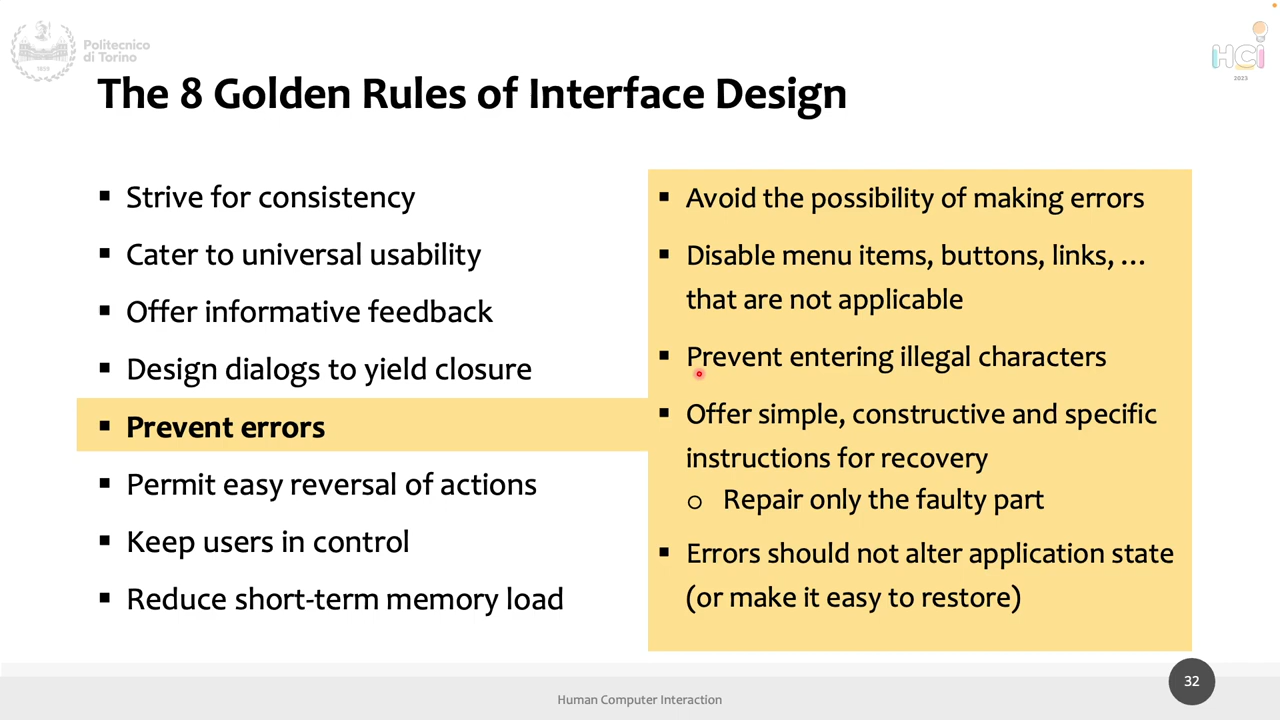 Politecnico
di Torino
1859
HCI
2023
The 8 Golden Rules of Interface Design
▪ Strive for consistency
▪ Cater to universal usability
▪ Offer informative feedback
▪ Design dialogs to yield closure
▪ Prevent errors
▪ Permit easy reversal of actions
▪ Keep users in control
▪ Reduce short-term memory load
▪ Avoid the possibility of making errors
▪ Disable menu items, buttons, links, …
that are not applicable
▪ Prevent entering illegal characters
▪ Offer simple, constructive and specific
instructions for recovery
o Repair only the faulty part
▪ Errors should not alter application state
(or make it easy to restore)
Human Computer Interaction
32